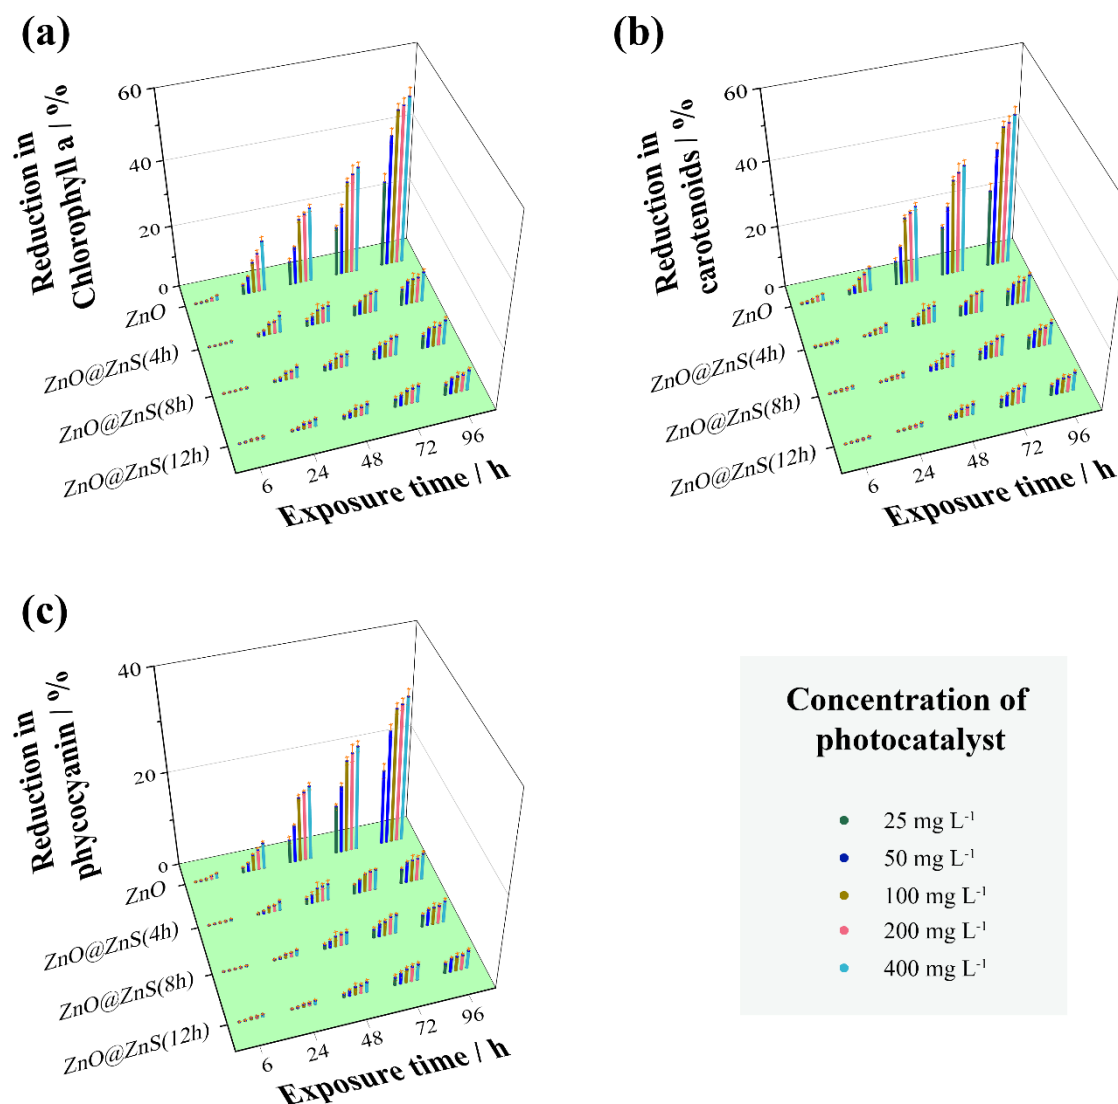 (a)
Reduction in
Chlorophyll a / %
60
40
20
0
ZnO
ZnO@ZnS(4h)
ZnO@ZnS(8h)
ZnO@ZnS(12h)
6
24
48
72
96
Exposure time / h
(b)
Reduction in
carotenoids / %
60
40
20
0
ZnO
ZnO@ZnS(4h)
ZnO@ZnS(8h)
ZnO@ZnS(12h)
6
24
48
72
96
Exposure time / h
(c)
Reduction in
phycocyanin / %
40
20
0
ZnO
ZnO@ZnS(4h)
ZnO@ZnS(8h)
ZnO@ZnS(12h)
6
24
48
72
96
Exposure time / h
Concentration of
photocatalyst
25 mg L⁻¹
50 mg L⁻¹
100 mg L⁻¹
200 mg L⁻¹
400 mg L⁻¹